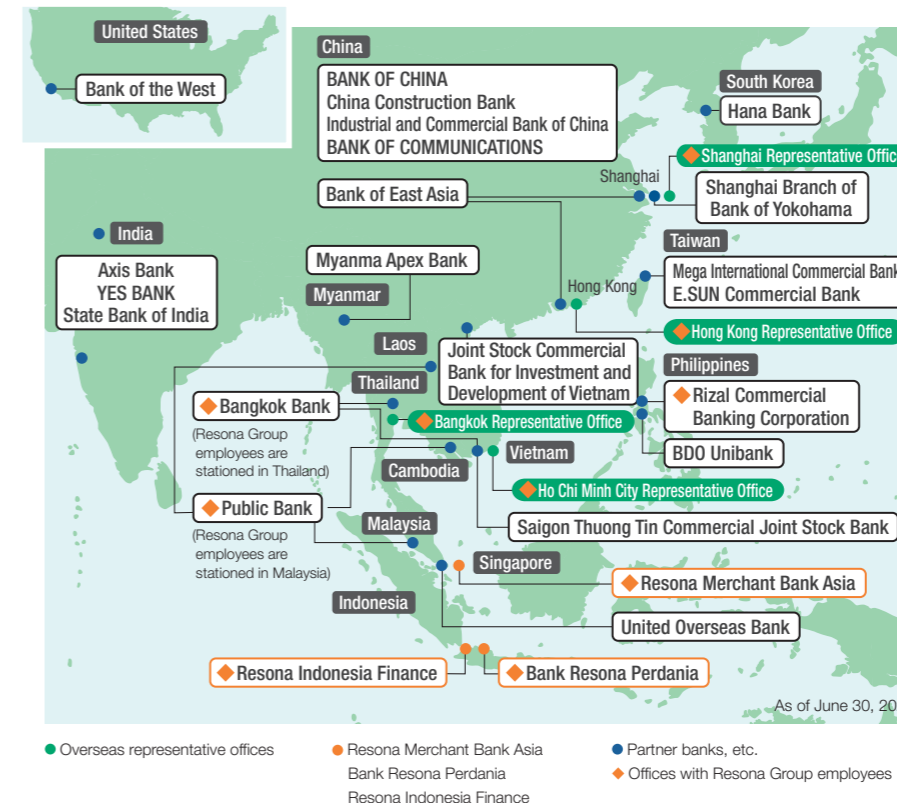 United States
Bank of the West
China
BANK OF CHINA
China Construction Bank
Industrial and Commercial Bank of China
BANK OF COMMUNICATIONS
South Korea
Hana Bank
Shanghai Representative Offic
Shanghai
Bank of East Asia
Shanghai Branch of
Bank of Yokohama
India
Axis Bank
YES BANK
State Bank of India
Myanma Apex Bank
Myanmar
Taiwan
Mega International Commercial Bank
E.SUN Commercial Bank
Hong Kong
Hong Kong Representative Office
Laos
Joint Stock Commercial
Bank for Investment and
Development of Vietnam
Philippines
Rizal Commercial
Banking Corporation
Thailand
Bangkok Bank
(Resona Group
employees are
stationed in Thailand)
Bangkok Representative Office
BDO Unibank
Cambodia
Vietnam
Ho Chi Minh City Representative Office
Public Bank
(Resona Group
employees are
stationed in Malaysia)
Malaysia
Saigon Thuong Tin Commercial Joint Stock Bank
Singapore
Resona Merchant Bank Asia
Indonesia
United Overseas Bank
Resona Indonesia Finance
Bank Resona Perdania
As of June 30, 20
Overseas representative offices
Resona Merchant Bank Asia
Bank Resona Perdania
Resona Indonesia Finance
Partner banks, etc.
Offices with Resona Group employees